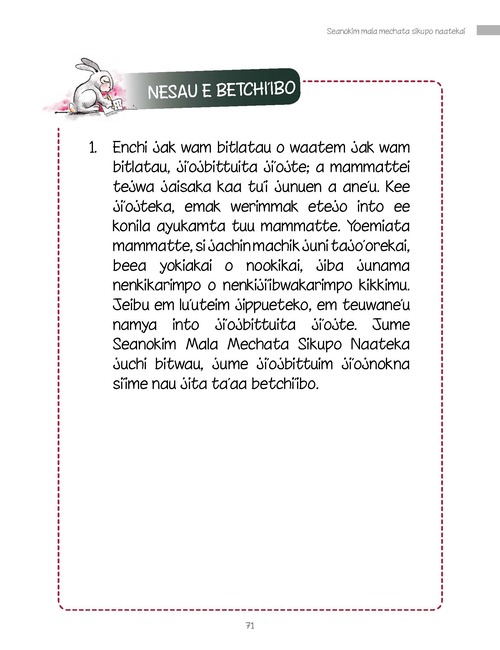 Seanokim mala mechata sikupo naatekai
NESAU E BETCHI'IBO
1. Enchi jak wam bitlatau o waatem jak wam
bitlatau, ji'ojbittuita ji'ojte; a mammattei
tejwa jaisaka kaa tu'i junuen a ane'u. Kee
ji'ojteka, emak werimmak etejo into ee
konila ayukamta tuu mammatte. Yoemiata
mammatte, si jachin machik juni tajo'orekai,
beea yokiakai o nookikai, jiba junama
nenkikarimpo o nenkiji'ibwakarimpo kikkimu.
Jeibu em lu'uteim jippueteko, em teuwane'u
namya into ji'ojbittuita ji'ojte. Jume
Seanokim Mala Mechata Sikupo Naateka
juchi bitwau, jume ji'ojbittuim ji'ojnokna
si'ime nau jita ta'aa betchi'ibo.
71